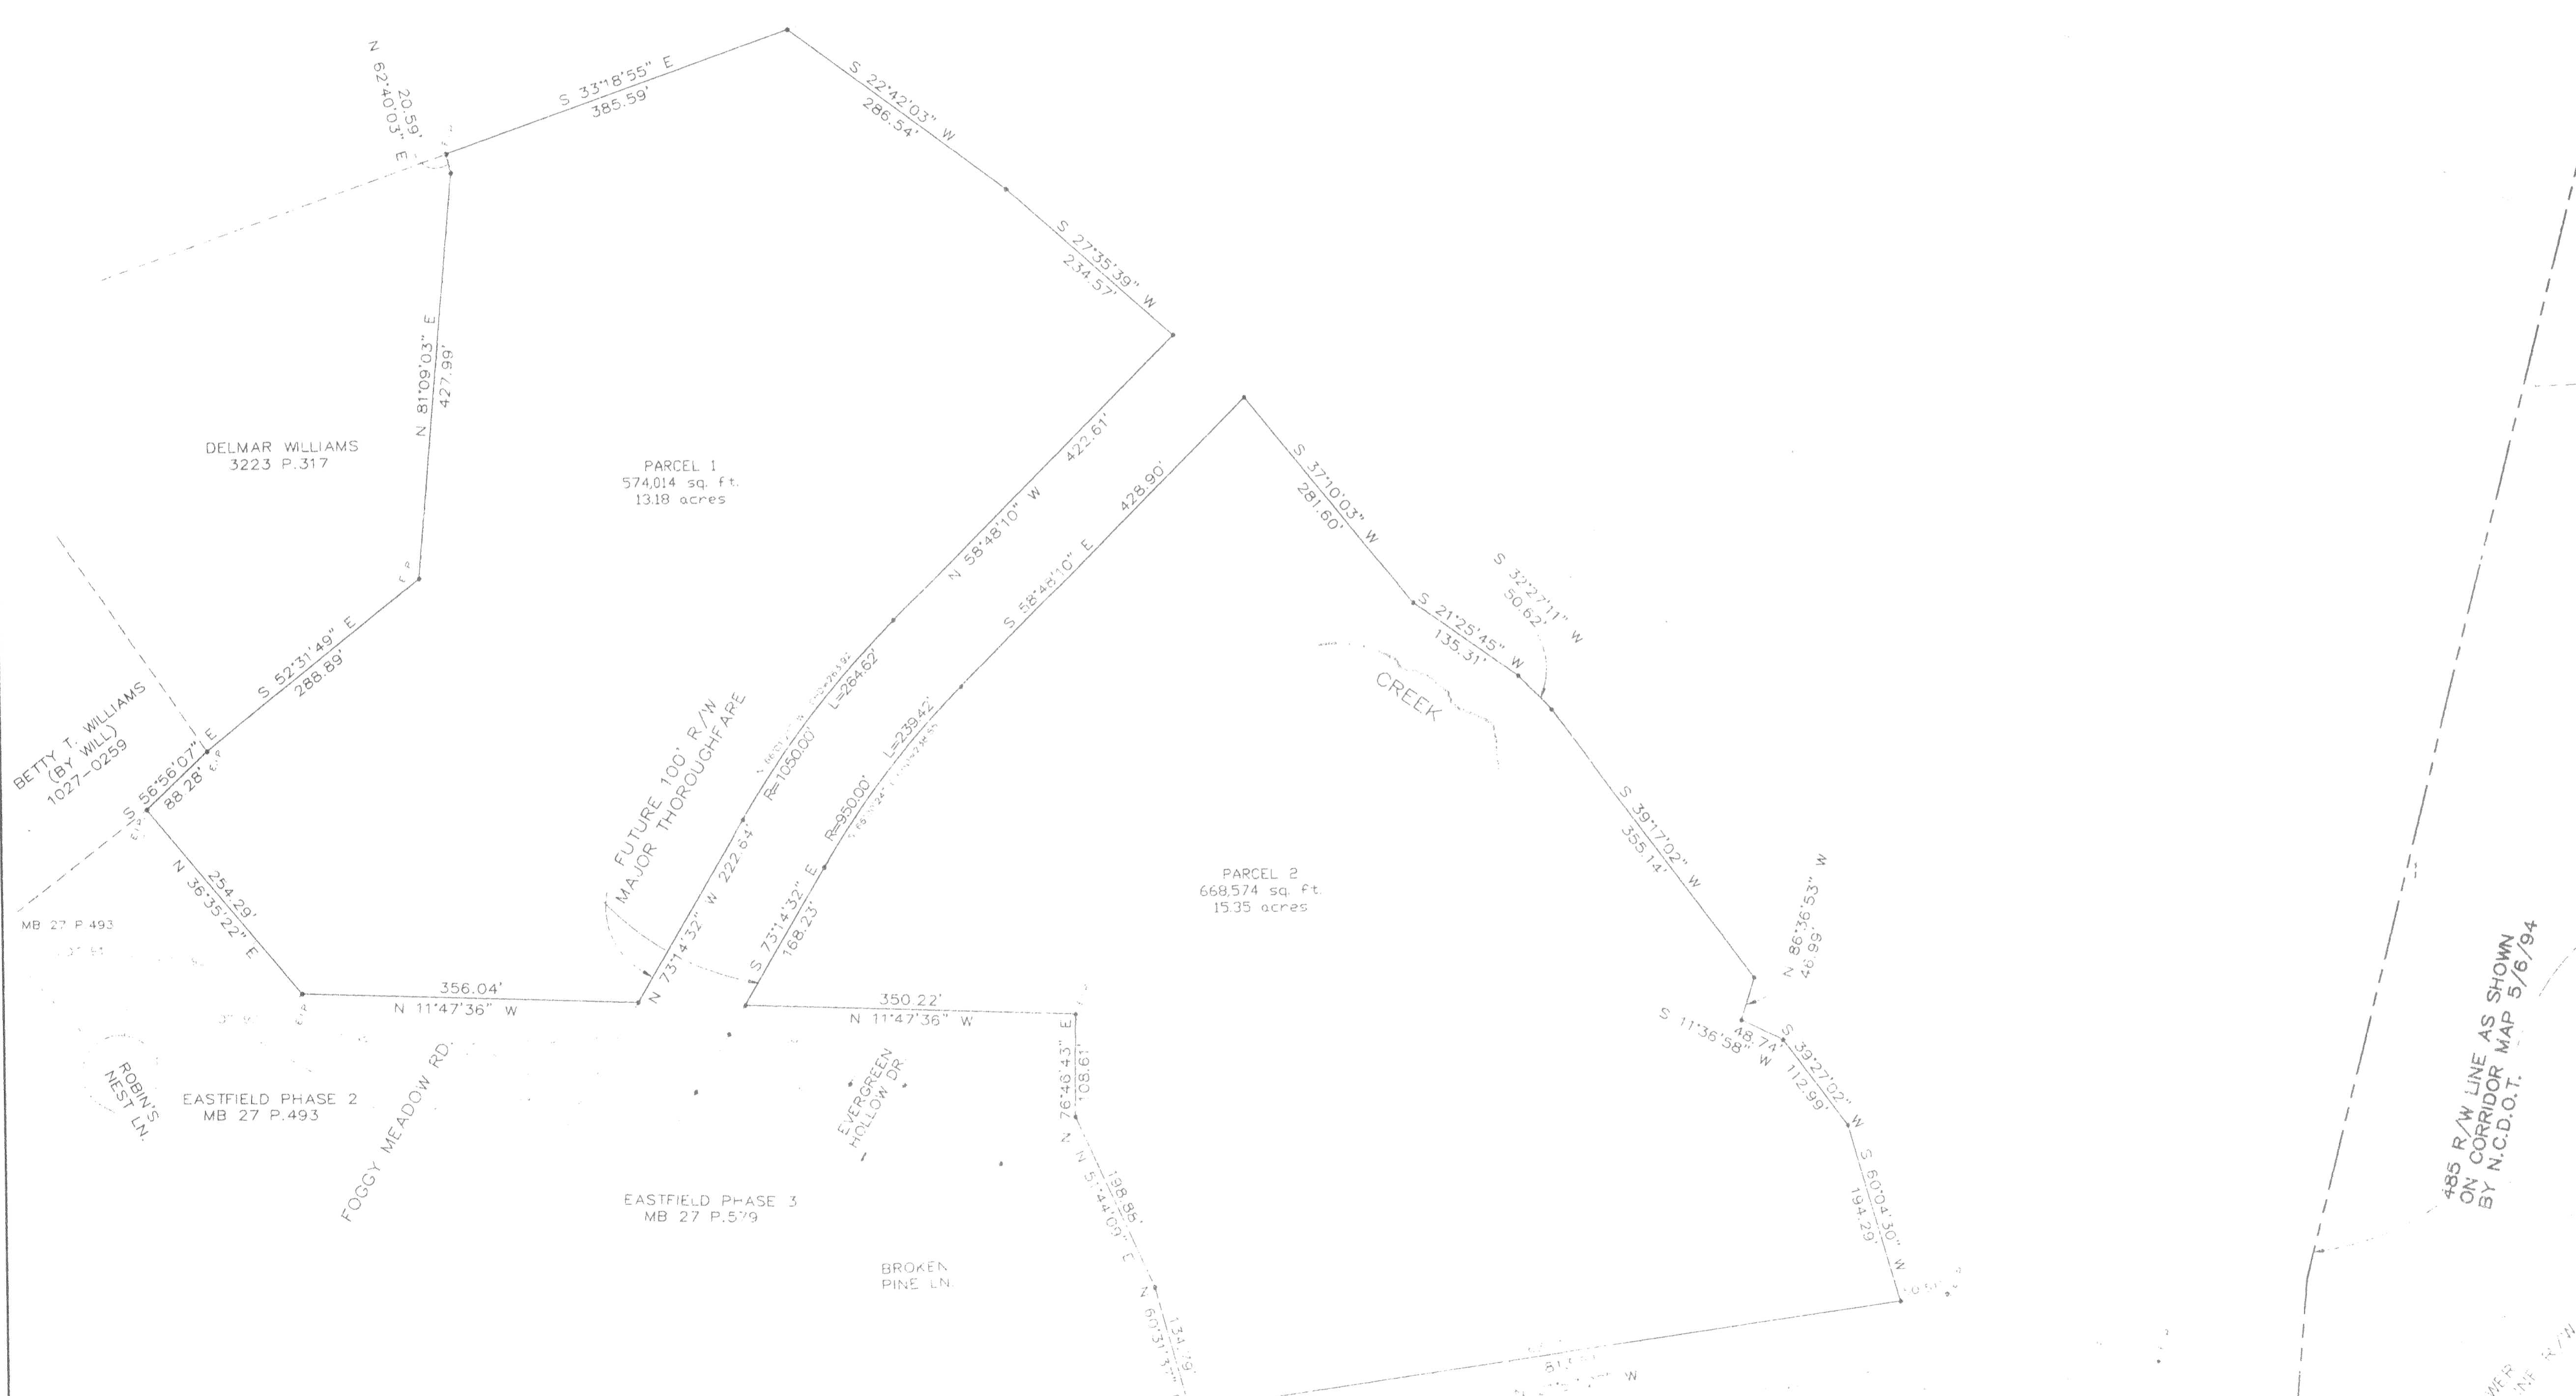 N 62°40'03" E
20.59'
S 33°18'55" E
385.59'
S 22°42'03" W
286.54'
S 27°35'39" W
234.57'
N 81°09'03" E
427.99'
DELMAR WILLIAMS
3223 P.317
PARCEL 1
574,014 sq. ft.
13.18 acres
422.61'
N 58°48'10" W
428.90'
S 58°48'10" E
S 37°10'03" W
281.60'
S 32°27'11" W
50.62'
S 21°25'45" W
135.31'
CREEK
E.I.P.
S 52°31'49" E
288.89'
BETTY T. WILLIAMS
(BY WILL)
1027-0259
S 56°56'07" E
88.28'
E.I.P.
E.I.P.
L=264.62'
R=1050.00'
L=239.42'
R=950.00'
FUTURE 100' R/W
MAJOR THOROUGHFARE
N 73°14'32" W 222.64'
S 73°14'32" E
168.23'
S 39°17'02" W
355.14'
PARCEL 2
668,574 sq. ft.
15.35 acres
N 86°36'53" W
46.99'
254.29'
N 36°35'22" E
MB 27 P.493
356.04'
N 11°47'36" W
350.22'
N 11°47'36" W
E.I.P.
48.74'
S 11°36'58" W
S 39°27'02" W
112.99'
N 76°46'43" E
108.61'
485 R/W LINE AS SHOWN
ON CORRIDOR MAP
BY N.C.D.O.T. 5/6/94
ROBIN'S
NEST LN.
EASTFIELD PHASE 2
MB 27 P.493
FOGGY MEADOW RD.
EVERGREEN
HOLLOW DR
EASTFIELD PHASE 3
MB 27 P.579
198.88'
N 51°44'09" E
S 60°04'30" W
194.29'
BROKEN
PINE LN.
N 60°31'37"
134.79'
W
R/W